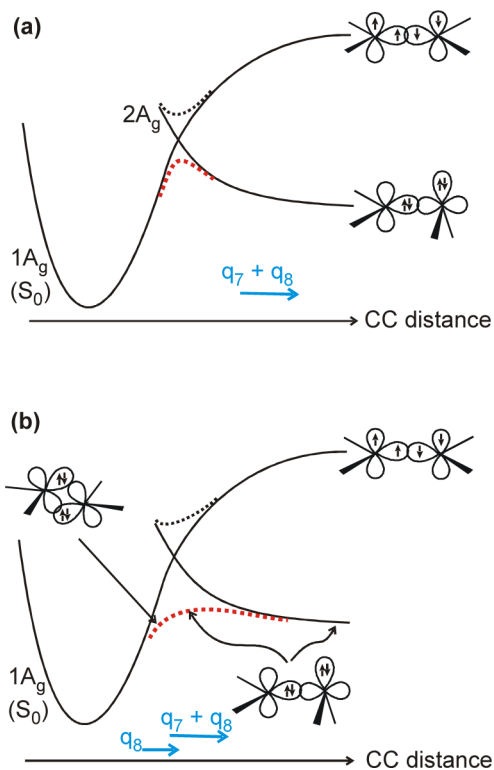 (a)
2Ag
1Ag
(S0)
q7 + q8
CC distance
(b)
1Ag
(S0)
q7 + q8
q8
CC distance